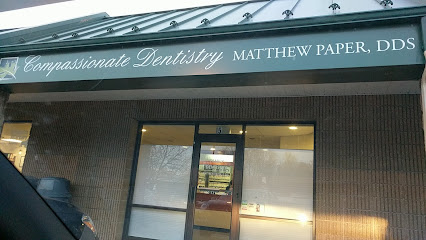 Compassionate Dentistry MATTHEW PAPER, DDS